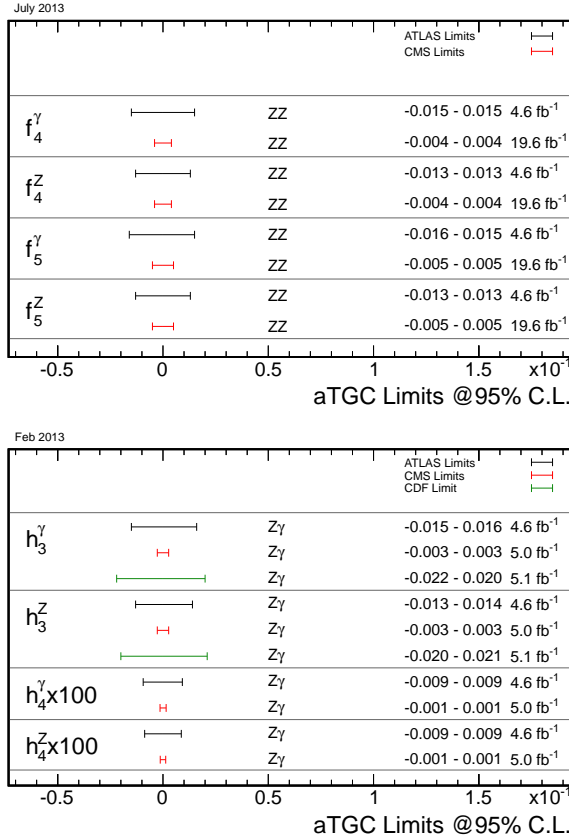 July 2013
ATLAS Limits
CMS Limits
f₄^γ ZZ -0.015 - 0.015 4.6 fb⁻¹
ZZ -0.004 - 0.004 19.6 fb⁻¹
f₄^Z ZZ -0.013 - 0.013 4.6 fb⁻¹
ZZ -0.004 - 0.004 19.6 fb⁻¹
f₅^γ ZZ -0.016 - 0.015 4.6 fb⁻¹
ZZ -0.005 - 0.005 19.6 fb⁻¹
f₅^Z ZZ -0.013 - 0.013 4.6 fb⁻¹
ZZ -0.005 - 0.005 19.6 fb⁻¹
-0.5 0 0.5 1 1.5 x10⁻¹
aTGC Limits @95% C.L.
Feb 2013
ATLAS Limits
CMS Limits
CDF Limit
h₃^γ Zγ -0.015 - 0.016 4.6 fb⁻¹
Zγ -0.003 - 0.003 5.0 fb⁻¹
Zγ -0.022 - 0.020 5.1 fb⁻¹
h₃^Z Zγ -0.013 - 0.014 4.6 fb⁻¹
Zγ -0.003 - 0.003 5.0 fb⁻¹
Zγ -0.020 - 0.021 5.1 fb⁻¹
h₄^γx100 Zγ -0.009 - 0.009 4.6 fb⁻¹
Zγ -0.001 - 0.001 5.0 fb⁻¹
h₄^Zx100 Zγ -0.009 - 0.009 4.6 fb⁻¹
Zγ -0.001 - 0.001 5.0 fb⁻¹
-0.5 0 0.5 1 1.5 x10⁻¹
aTGC Limits @95% C.L.